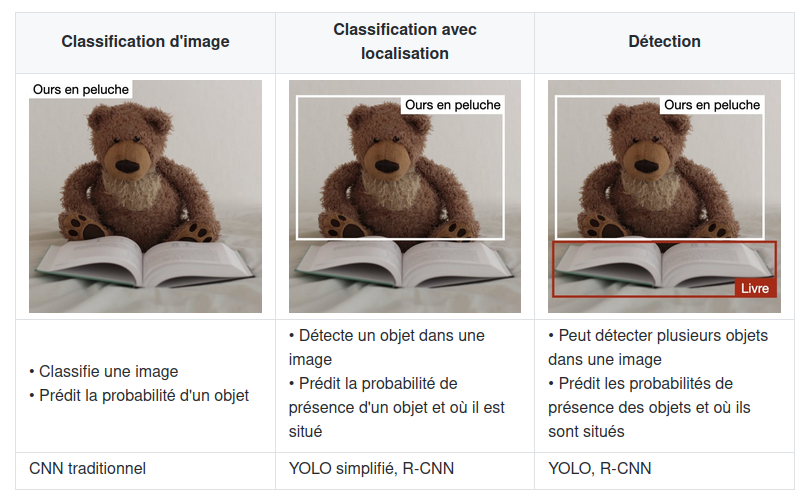 Classification d'image
Classification avec
localisation
Détection
Ours en peluche
Ours en peluche
Ours en peluche
Livre
• Classifie une image
• Prédit la probabilité d'un objet
• Détecte un objet dans une
image
• Prédit la probabilité de
présence d'un objet et où il est
situé
• Peut détecter plusieurs objets
dans une image
• Prédit les probabilités de
présence des objets et où ils
sont situés
CNN traditionnel
YOLO simplifié, R-CNN
YOLO, R-CNN